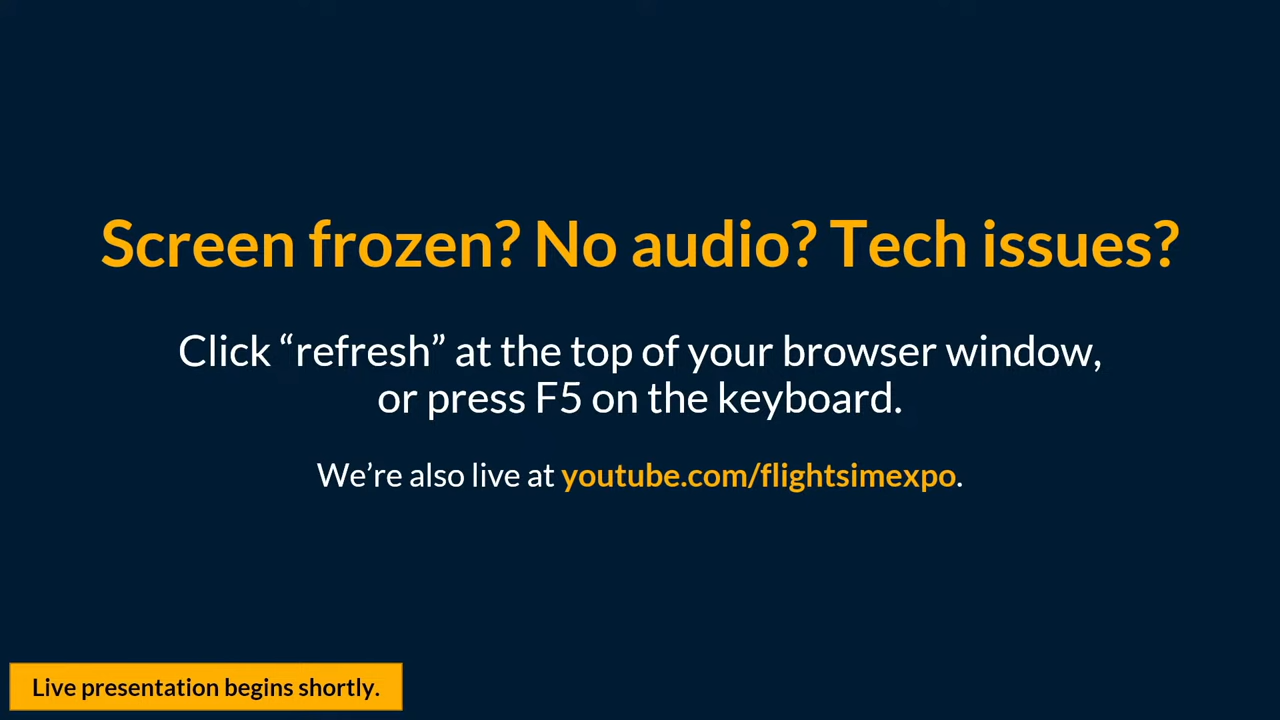 Screen frozen? No audio? Tech issues?
Click “refresh” at the top of your browser window,
or press F5 on the keyboard.
We’re also live at youtube.com/flightsimexpo.
Live presentation begins shortly.